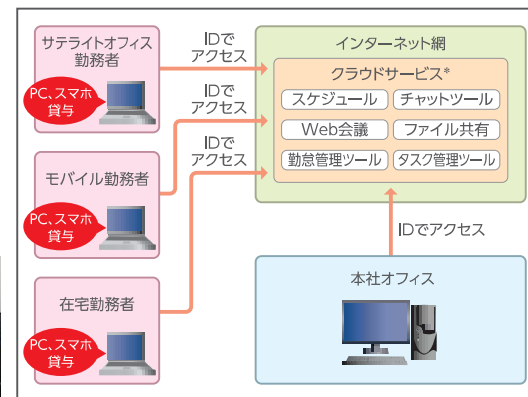 サテライトオフィス
勤務者
PC、スマホ
貸与
モバイル勤務者
PC、スマホ
貸与
在宅勤務者
PC、スマホ
貸与
IDで
アクセス
IDで
アクセス
IDで
アクセス
インターネット網
クラウドサービス*
スケジュール
チャットツール
Web会議
ファイル共有
勤怠管理ツール
タスク管理ツール
IDでアクセス
本社オフィス